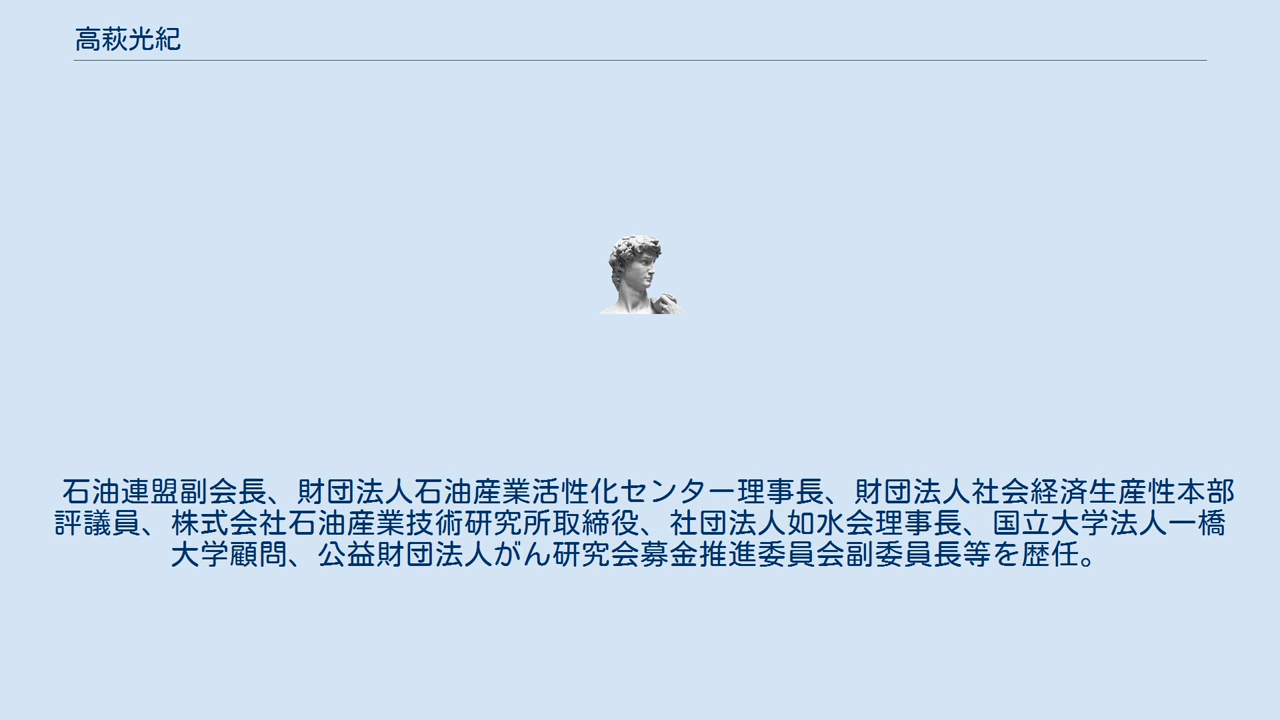 高萩光紀
石油連盟副会長、財団法人石油産業活性化センター理事長、財団法人社会経済生産性本部
評議員、株式会社石油産業技術研究所取締役、社団法人如水会理事長、国立大学法人一橋
大学顧問、公益財団法人がん研究会募金推進委員会副委員長等を歴任。